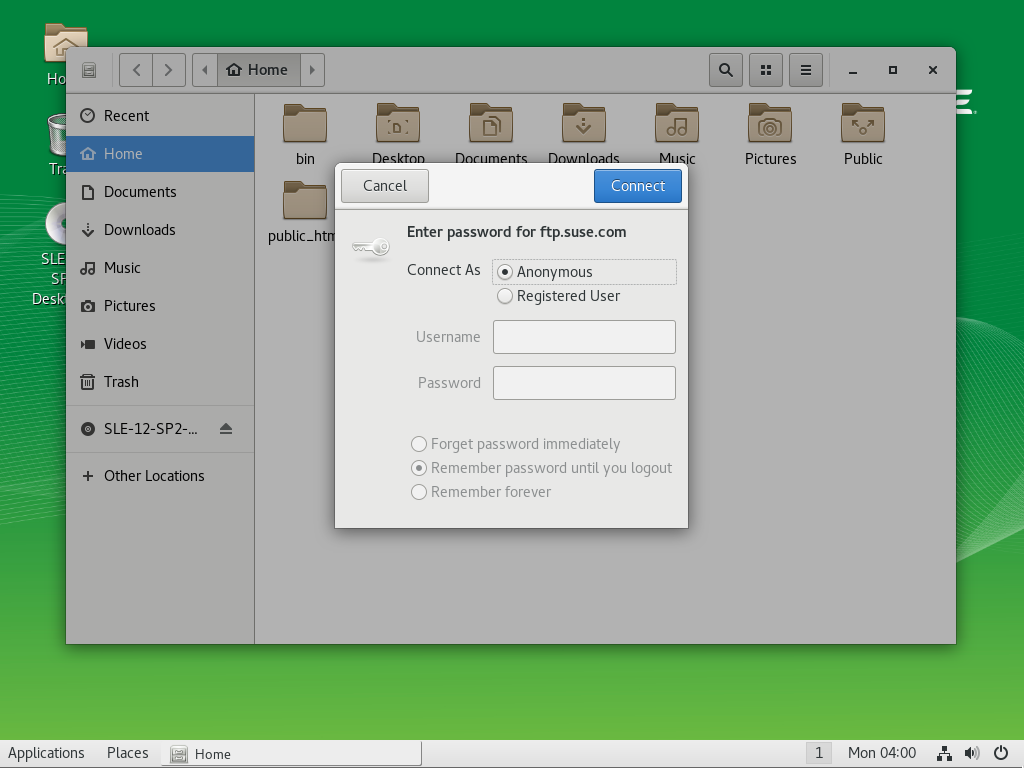 Ho
Tra
SLE
SP
Desk
Home
Recent
Home
Documents
Downloads
Music
Pictures
Videos
Trash
SLE-12-SP2-...
Other Locations
bin
Desktop
Documents
Downloads
Music
Pictures
Public
public_htm
Cancel
Connect
Enter password for ftp.suse.com
Connect As
Anonymous
Registered User
Username
Password
Forget password immediately
Remember password until you logout
Remember forever
Applications
Places
Home
1
Mon 04:00